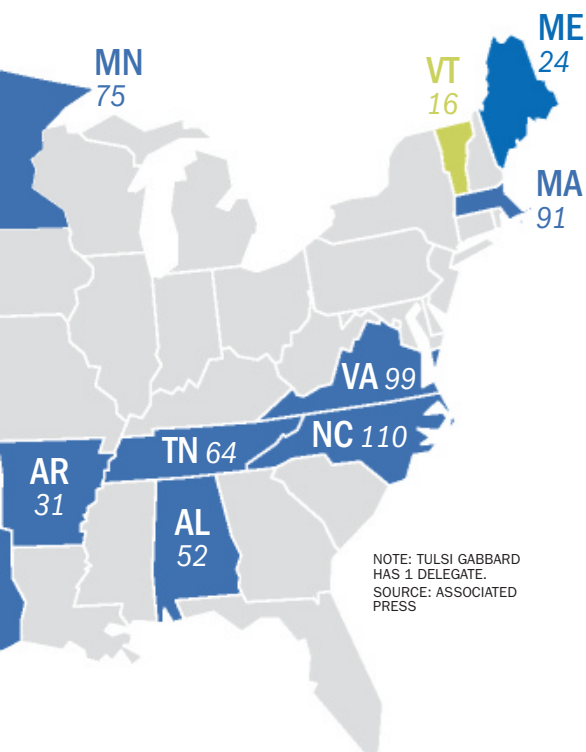 MN
75
ME
24
VT
16
MA
91
VA 99
NC 110
TN 64
AR
31
AL
52
NOTE: TULSI GABBARD
HAS 1 DELEGATE.
SOURCE: ASSOCIATED
PRESS